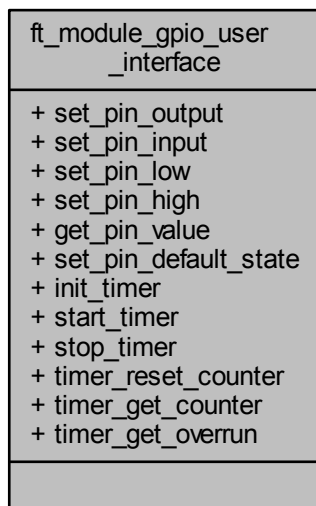 ft_module_gpio_user
_interface
+ set_pin_output
+ set_pin_input
+ set_pin_low
+ set_pin_high
+ get_pin_value
+ set_pin_default_state
+ init_timer
+ start_timer
+ stop_timer
+ timer_reset_counter
+ timer_get_counter
+ timer_get_overrun